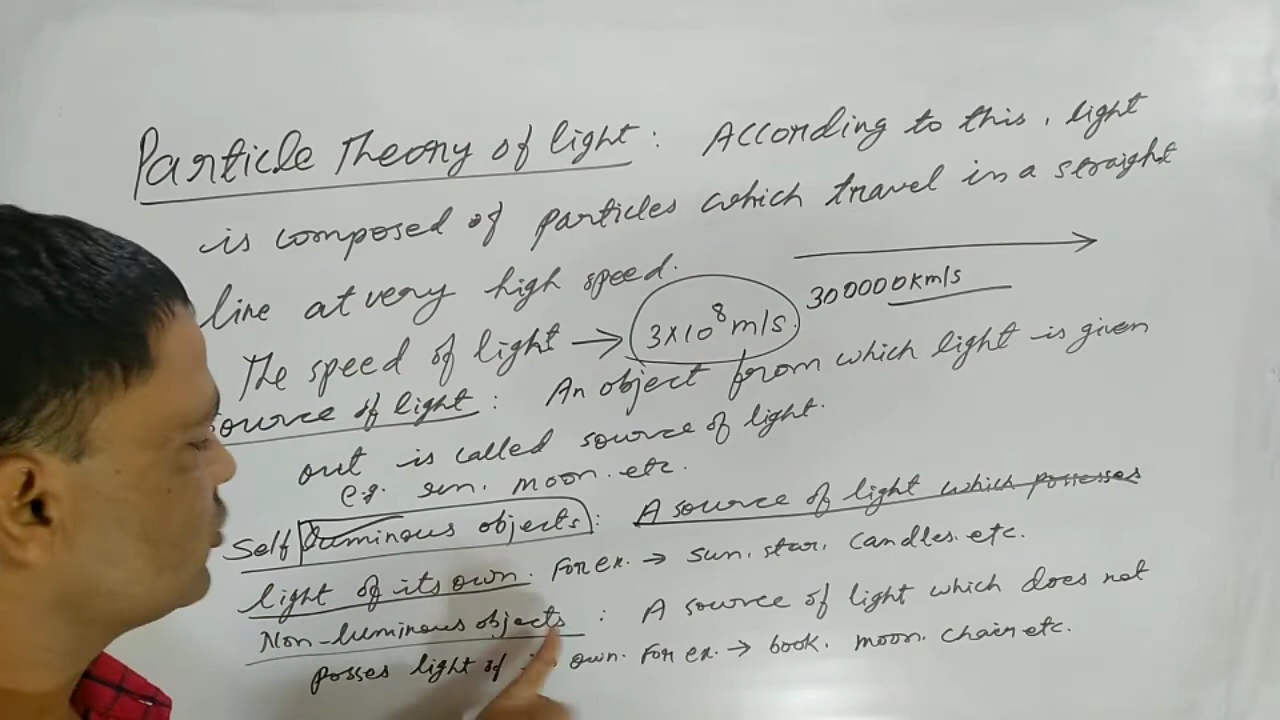 Particle Theory of light : According to this, light
is composed of particles which travel in a straight
line at very high speed.
300000km/s
The speed of light → 3×10⁸ m/s.
Source of light : An object from which light is given
out is called source of light.
e.g. sun. moon. etc.
Self luminous objects : A source of light which possesses
light of its own. For ex. → sun, star, candles. etc.
Non-luminous objects : A source of light which does not
posses light of own. For ex. → book, moon, chair etc.